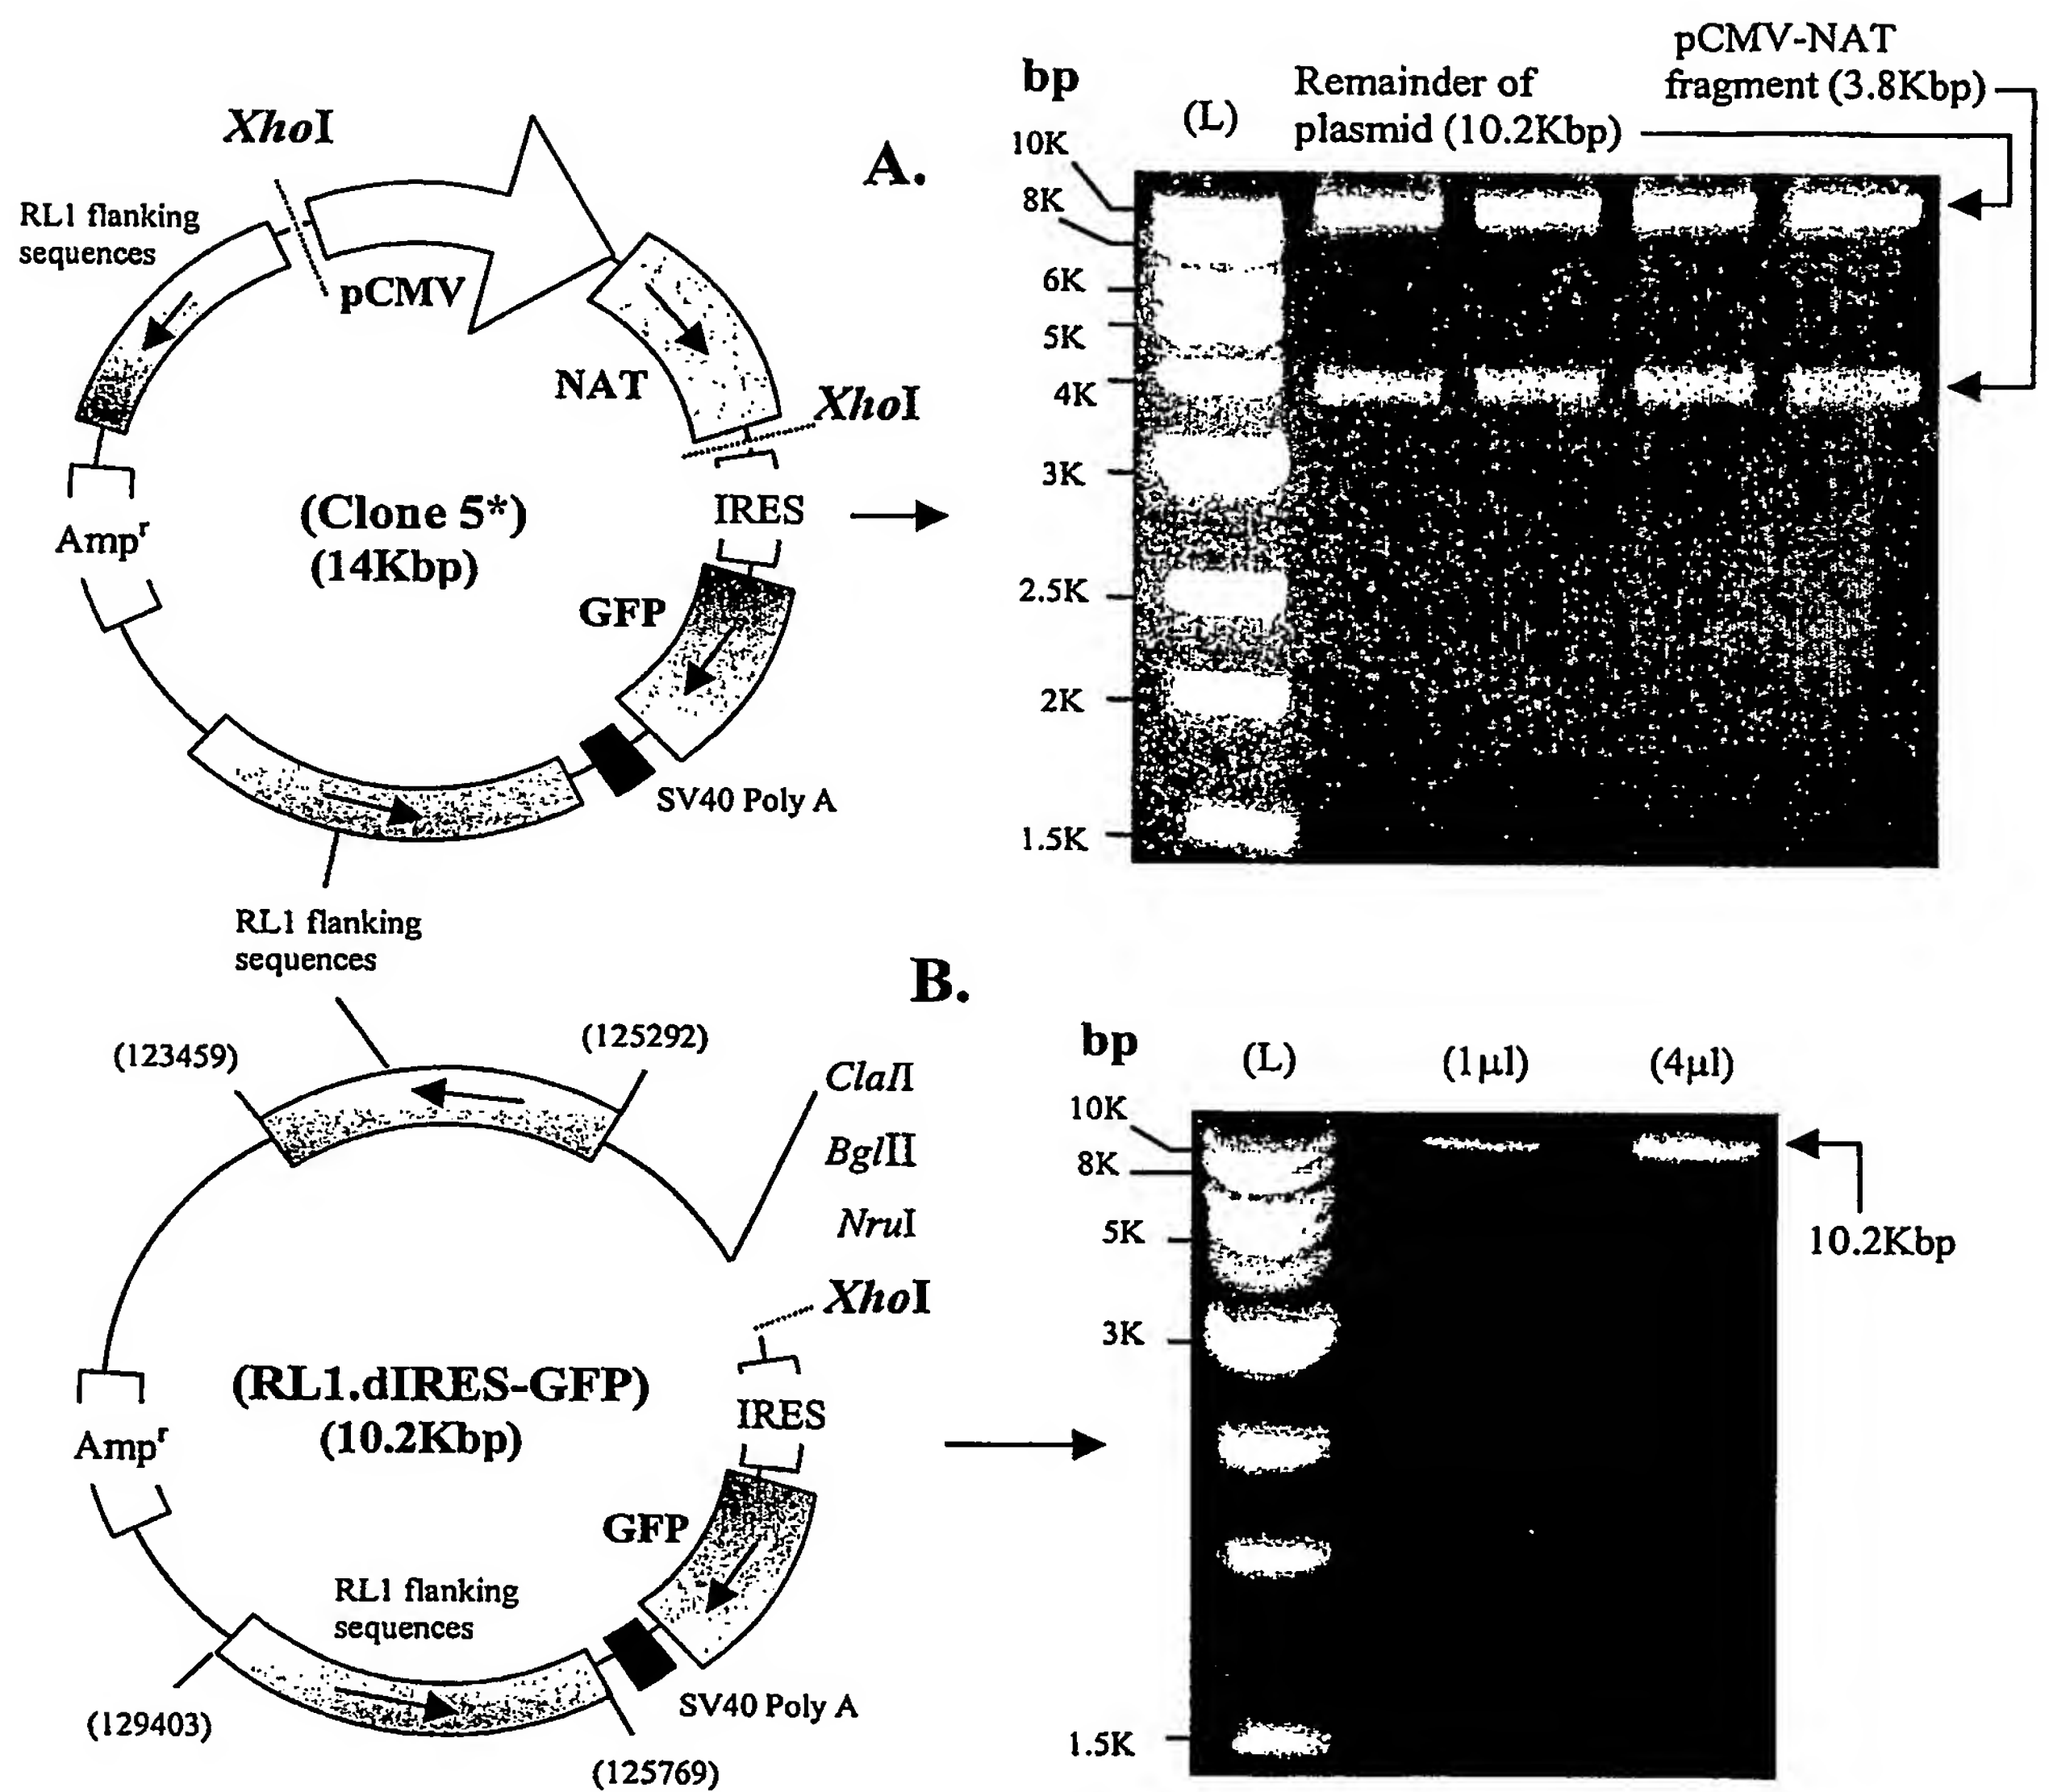 A.
XhoI
RL1 flanking
sequences
pCMV
NAT
XhoI
(Clone 5*)
(14Kbp)
IRES
Ampʳ
GFP
SV40 Poly A
RL1 flanking
sequences
bp
(L)
Remainder of
plasmid (10.2Kbp)
pCMV-NAT
fragment (3.8Kbp)
10K
8K
6K
5K
4K
3K
2.5K
2K
1.5K
B.
(123459)
(125292)
ClaII
BglII
NruI
XhoI
(RL1.dIRES-GFP)
(10.2Kbp)
IRES
Ampʳ
GFP
RL1 flanking
sequences
SV40 Poly A
(129403)
(125769)
bp
(L)
(1µl)
(4µl)
10K
8K
5K
3K
1.5K
10.2Kbp